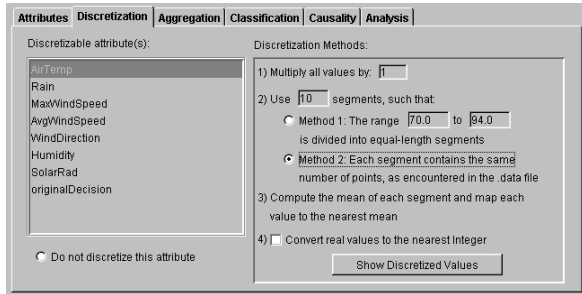 Attributes Discretization Aggregation Classification Causality Analysis
Discretizable attribute(s):
AirTemp
Rain
MaxWindSpeed
AvgWindSpeed
WindDirection
Humidity
SolarRad
originalDecision
Do not discretize this attribute
Discretization Methods:
1) Multiply all values by: 1
2) Use 10 segments, such that:
Method 1: The range 70.0 to 94.0
is divided into equal-length segments
Method 2: Each segment contains the same
number of points, as encountered in the .data file
3) Compute the mean of each segment and map each
value to the nearest mean
4) Convert real values to the nearest Integer
Show Discretized Values